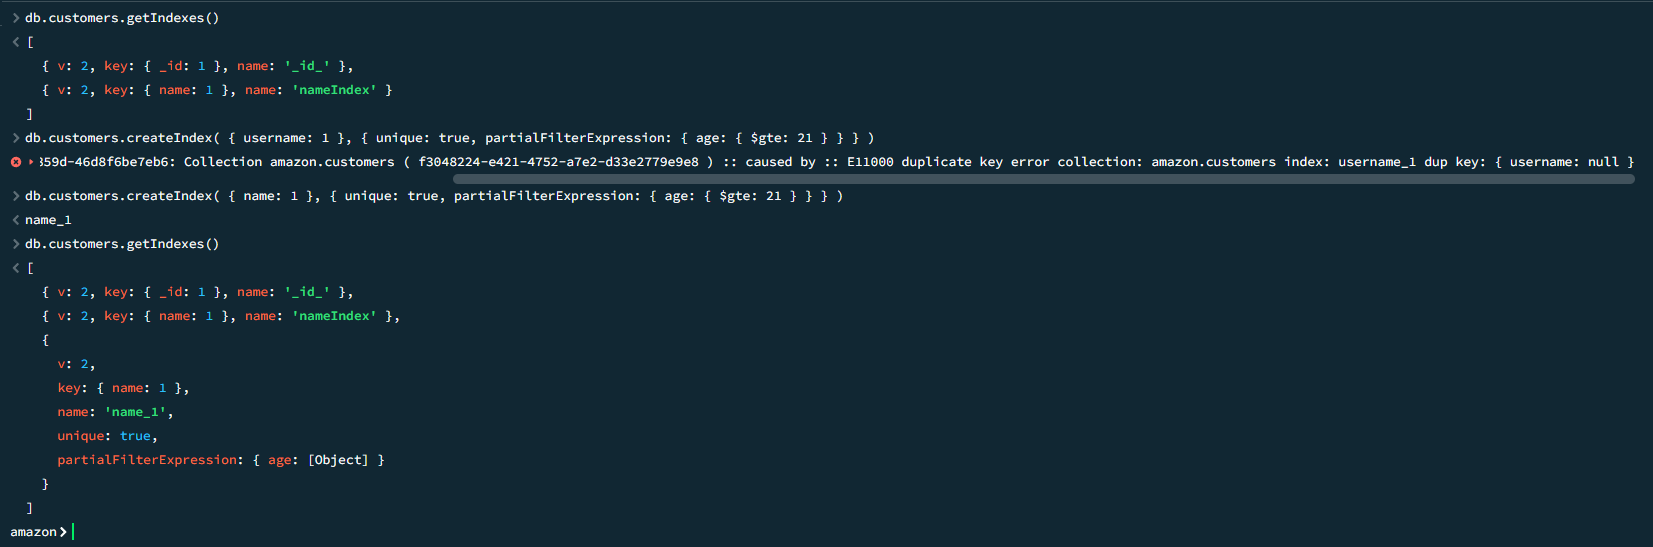 > db.customers.getIndexes()
< [
{ v: 2, key: { _id: 1 }, name: '_id_' },
{ v: 2, key: { name: 1 }, name: 'nameIndex' }
]
> db.customers.createIndex( { username: 1 }, { unique: true, partialFilterExpression: { age: { $gte: 21 } } } )
359d-46d8f6be7eb6: Collection amazon.customers ( f3048224-e421-4752-a7e2-d33e2779e9e8 ) :: caused by :: E11000 duplicate key error collection: amazon.customers index: username_1 dup key: { username: null }
> db.customers.createIndex( { name: 1 }, { unique: true, partialFilterExpression: { age: { $gte: 21 } } } )
< name_1
> db.customers.getIndexes()
< [
{ v: 2, key: { _id: 1 }, name: '_id_' },
{ v: 2, key: { name: 1 }, name: 'nameIndex' },
{
v: 2,
key: { name: 1 },
name: 'name_1',
unique: true,
partialFilterExpression: { age: [Object] }
}
]
amazon>